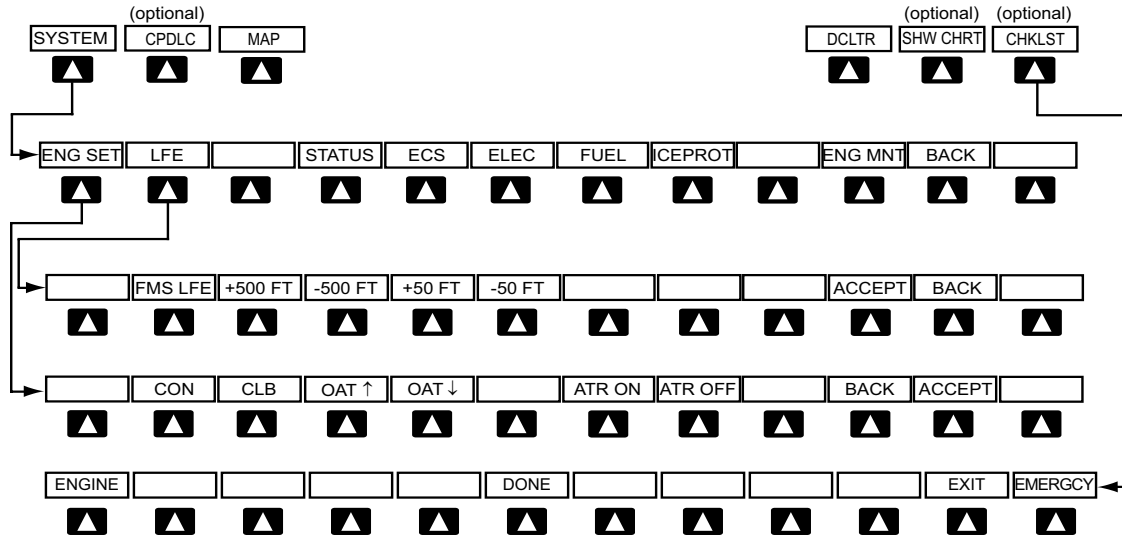 (optional) (optional) (optional)
SYSTEM CPDLC MAP DCLTR SHW CHRT CHKLST
ENG SET LFE STATUS ECS ELEC FUEL ICEPROT ENG MNT BACK
FMS LFE +500 FT -500 FT +50 FT -50 FT ACCEPT BACK
CON CLB OAT ↑ OAT ↓ ATR ON ATR OFF BACK ACCEPT
ENGINE DONE EXIT EMERGCY